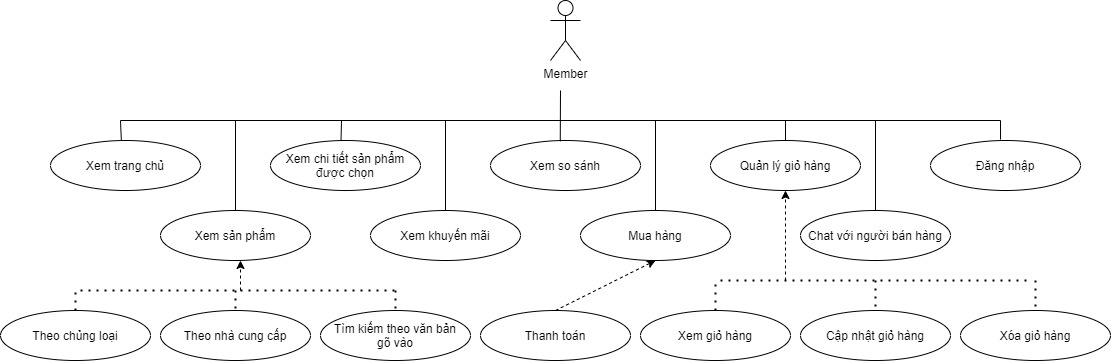 Member
Xem trang chủ
Xem chi tiết sản phẩm
được chọn
Xem so sánh
Quản lý giỏ hàng
Đăng nhập
Xem sản phẩm
Xem khuyến mãi
Mua hàng
Chat với người bán hàng
Theo chủng loại
Theo nhà cung cấp
Tìm kiếm theo văn bản
gõ vào
Thanh toán
Xem giỏ hàng
Cập nhật giỏ hàng
Xóa giỏ hàng